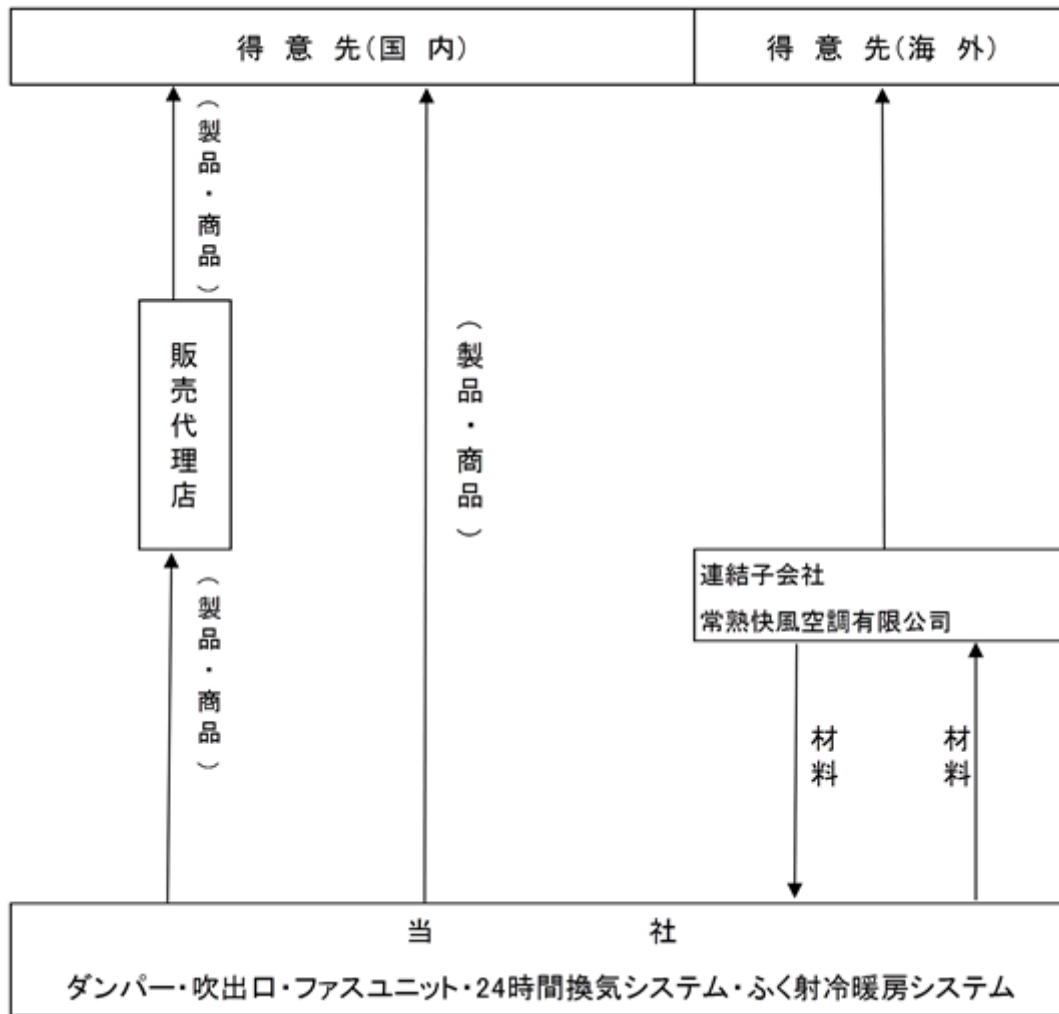 得 意 先(国 内)
得 意 先(海 外)
(製品・商品)
(製品・商品)
販売代理店
(製品・商品)
連結子会社
常熟快風空調有限公司
材料
材料
当 社
ダンパー・吹出口・ファスユニット・24時間換気システム・ふく射冷暖房システム